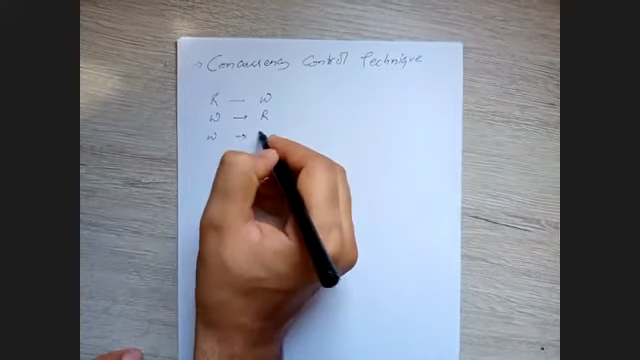 → Concurrency Control Technique
R — W
W → R
W →